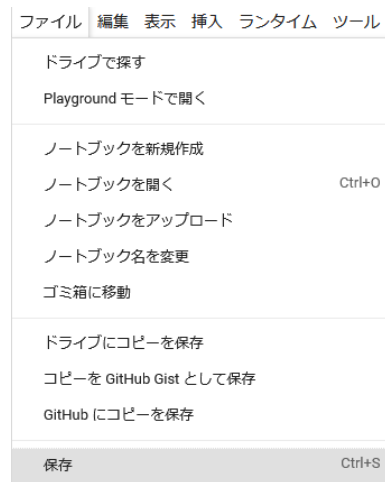 ファイル 編集 表示 挿入 ランタイム ツール
ドライブで探す
Playground モードで開く
ノートブックを新規作成
ノートブックを開く Ctrl+O
ノートブックをアップロード
ノートブック名を変更
ゴミ箱に移動
ドライブにコピーを保存
コピーを GitHub Gist として保存
GitHub にコピーを保存
保存 Ctrl+S